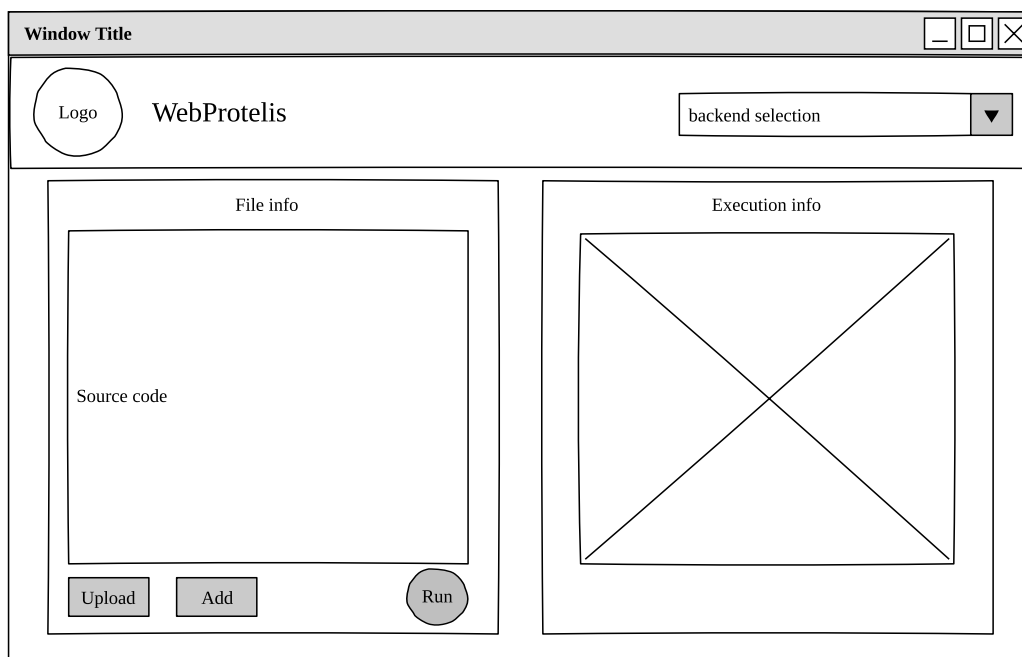 Window Title
Logo
WebProtelis
backend selection
File info
Source code
Upload
Add
Run
Execution info